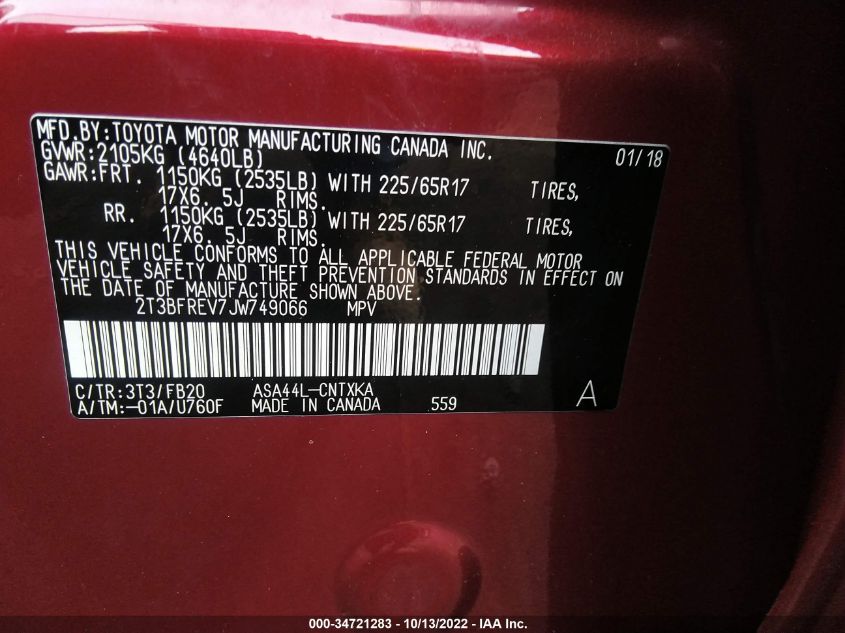 MFD.BY:TOYOTA MOTOR MANUFACTURING CANADA INC.
GVWR:2105KG (4640LB) 01/18
GAWR:FRT. 1150KG (2535LB) WITH 225/65R17 TIRES,
17X6. 5J RIMS.
RR. 1150KG (2535LB) WITH 225/65R17 TIRES,
17X6. 5J RIMS.
THIS VEHICLE CONFORMS TO ALL APPLICABLE FEDERAL MOTOR
VEHICLE SAFETY AND THEFT PREVENTION STANDARDS IN EFFECT ON
THE DATE OF MANUFACTURE SHOWN ABOVE.
2T3BFREV7JW749066 MPV
C/TR:3T3/FB20 ASA44L-CNTXKA
A/TM:-01A/U760F MADE IN CANADA 559 A
000-34721283 - 10/13/2022 - IAA Inc.